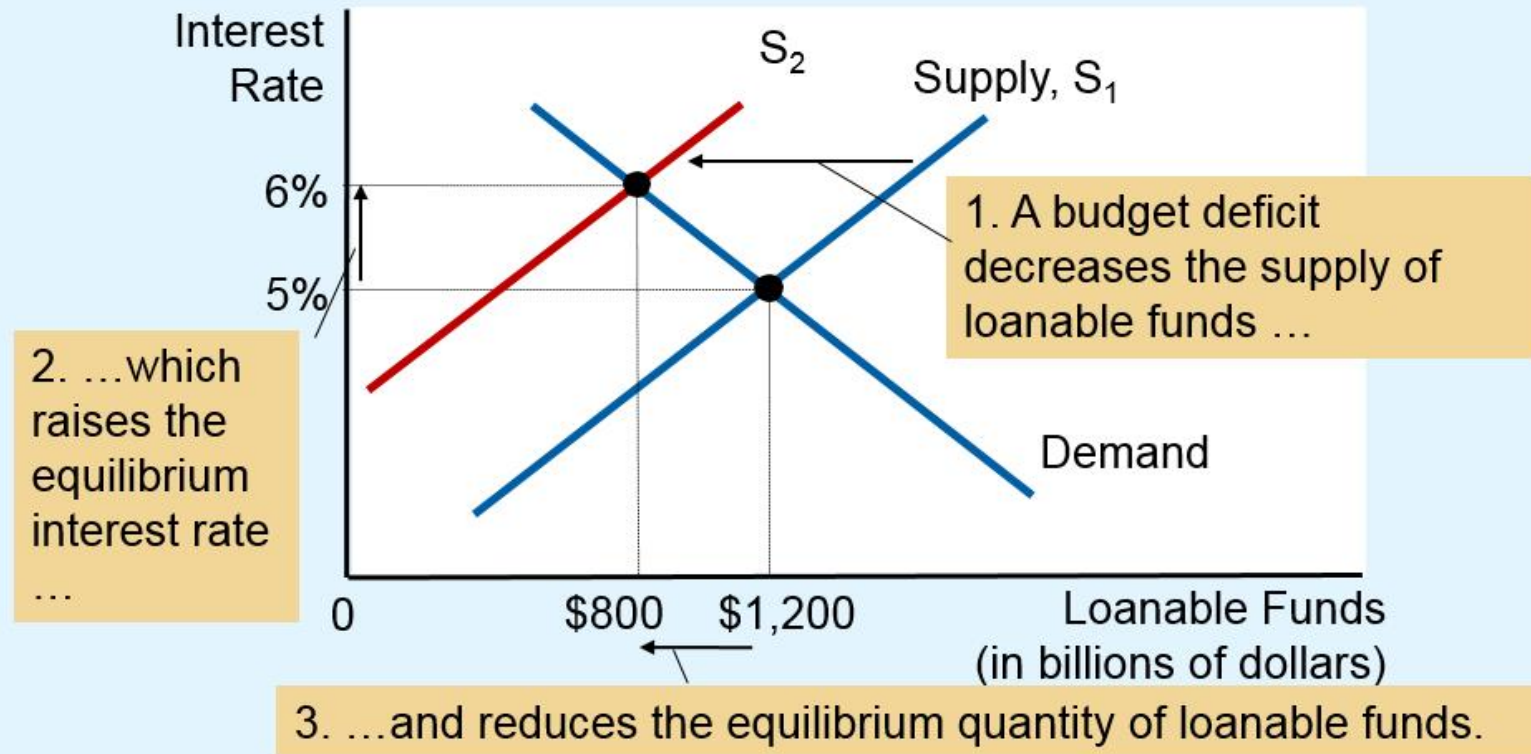 Interest
Rate
S₂
Supply, S₁
6%
5%
1. A budget deficit
decreases the supply of
loanable funds …
2. …which
raises the
equilibrium
interest rate
…
Demand
0
$800
$1,200
Loanable Funds
(in billions of dollars)
3. …and reduces the equilibrium quantity of loanable funds.